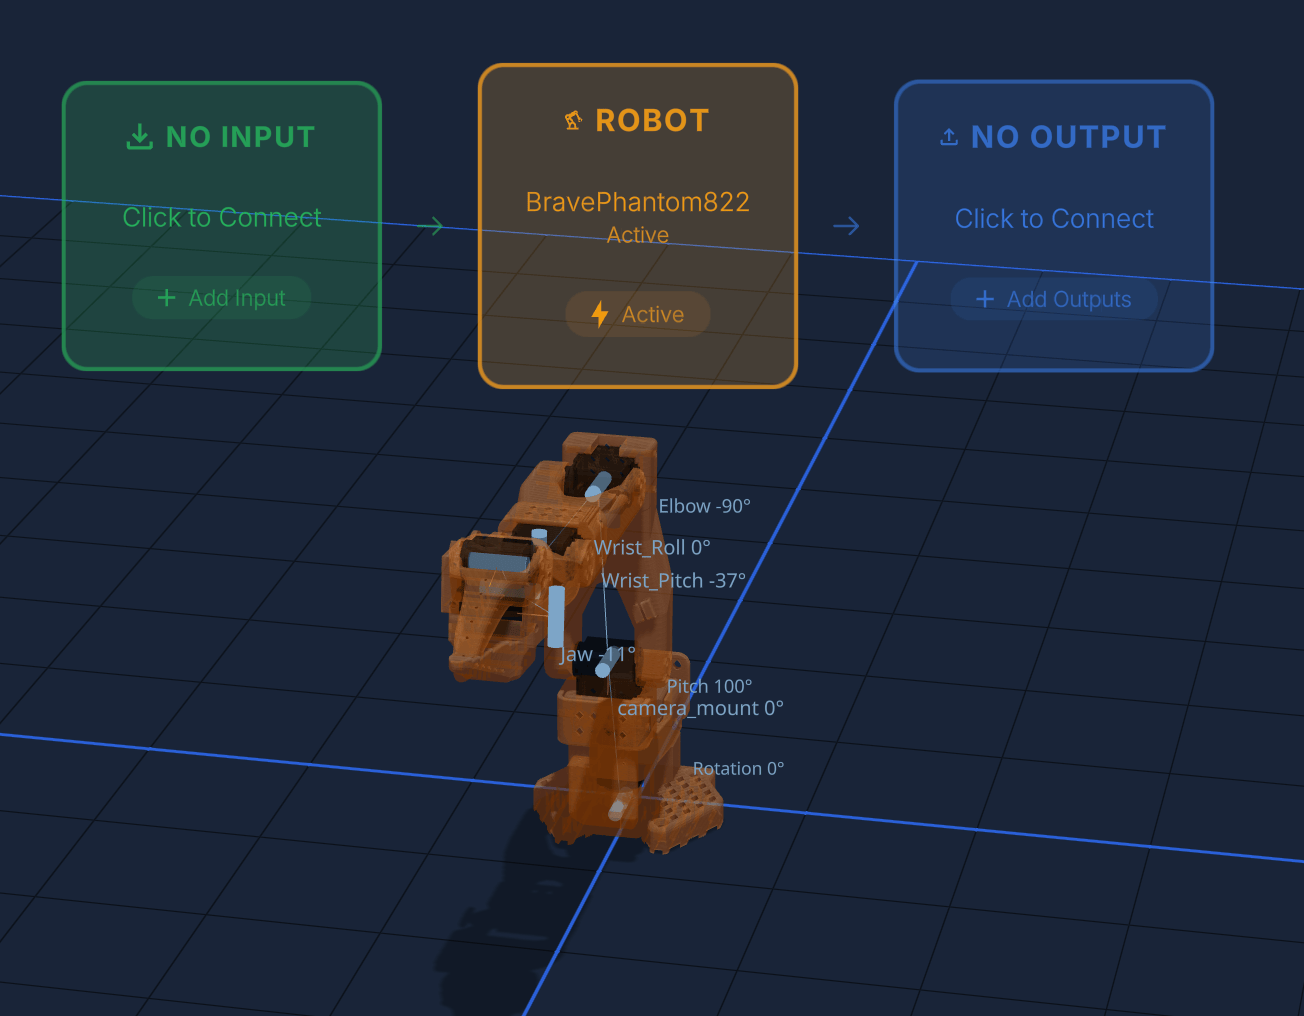 NO INPUT
Click to Connect
+ Add Input
ROBOT
BravePhantom822
Active
Active
NO OUTPUT
Click to Connect
+ Add Outputs
Elbow -90°
Wrist_Roll 0°
Wrist_Pitch -37°
Jaw -11°
Pitch 100°
camera_mount 0°
Rotation 0°